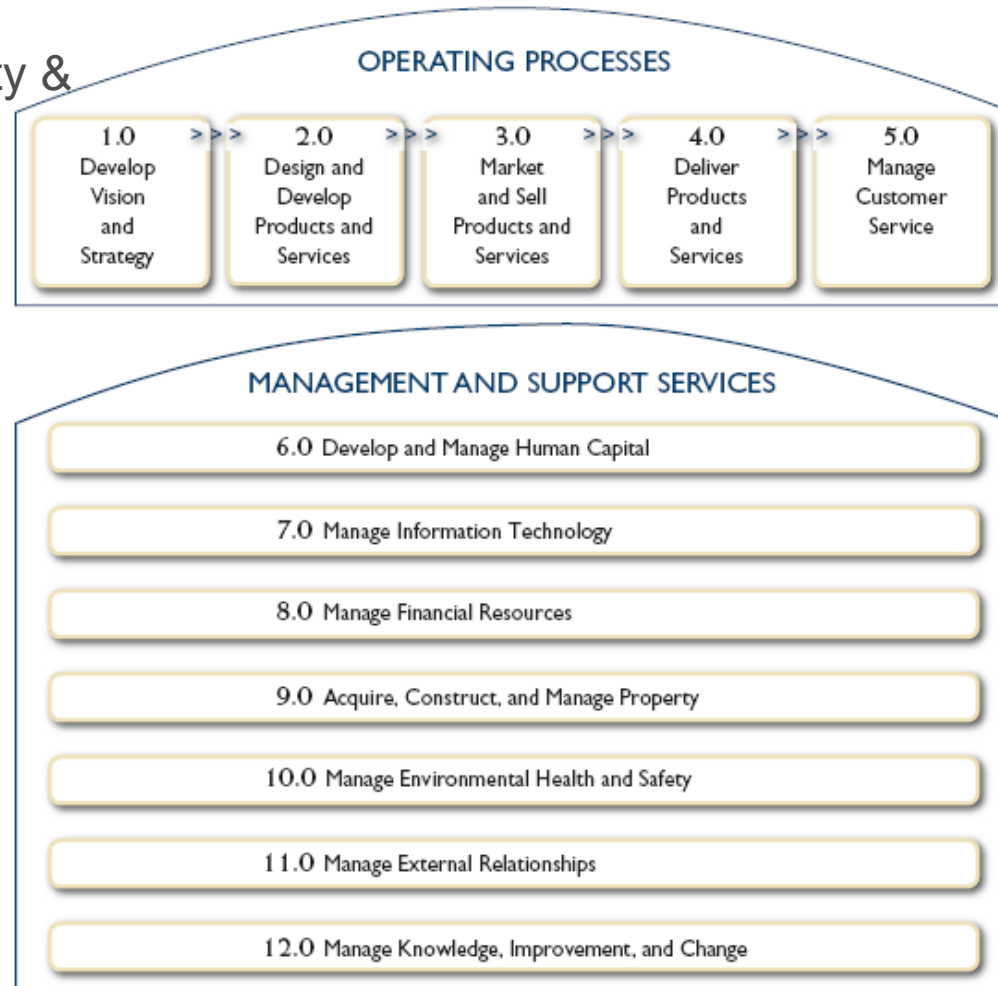 ty &
OPERATING PROCESSES
1.0 > > >
Develop
Vision
and
Strategy
2.0 > > >
Design and
Develop
Products and
Services
3.0 > > >
Market
and Sell
Products and
Services
4.0 > > >
Deliver
Products
and
Services
5.0
Manage
Customer
Service
MANAGEMENT AND SUPPORT SERVICES
6.0 Develop and Manage Human Capital
7.0 Manage Information Technology
8.0 Manage Financial Resources
9.0 Acquire, Construct, and Manage Property
10.0 Manage Environmental Health and Safety
11.0 Manage External Relationships
12.0 Manage Knowledge, Improvement, and Change